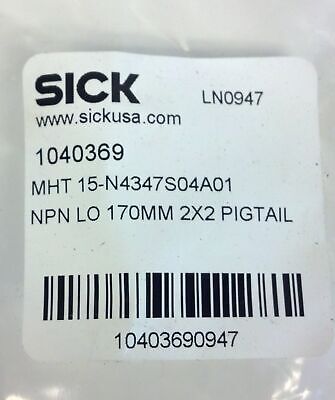 SICK
LN0947
www.sickusa.com
1040369
MHT 15-N4347S04A01
NPN LO 170MM 2X2 PIGTAIL
10403690947